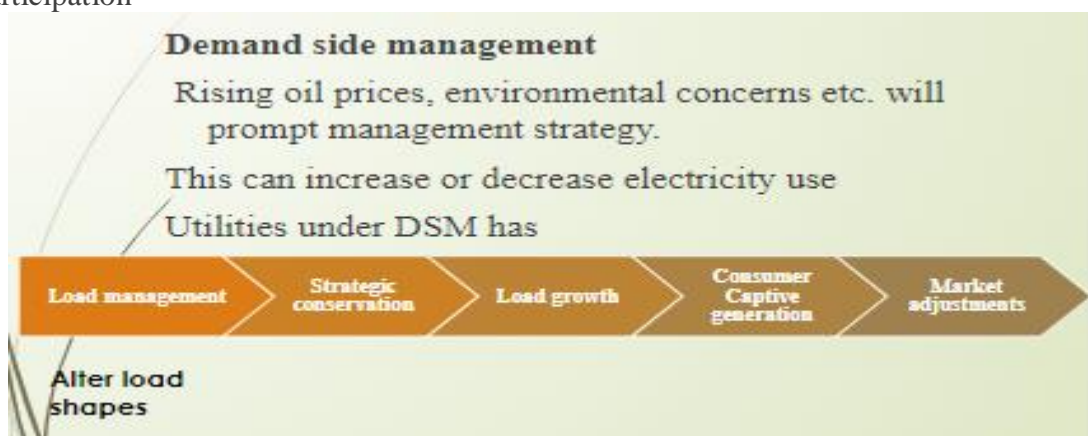 rticipation
Demand side management
Rising oil prices, environmental concerns etc. will
prompt management strategy.
This can increase or decrease electricity use
Utilities under DSM has
Load management
Strategic
conservation
Load growth
Consumer
Captive
generation
Market
adjustments
Alter load
shapes